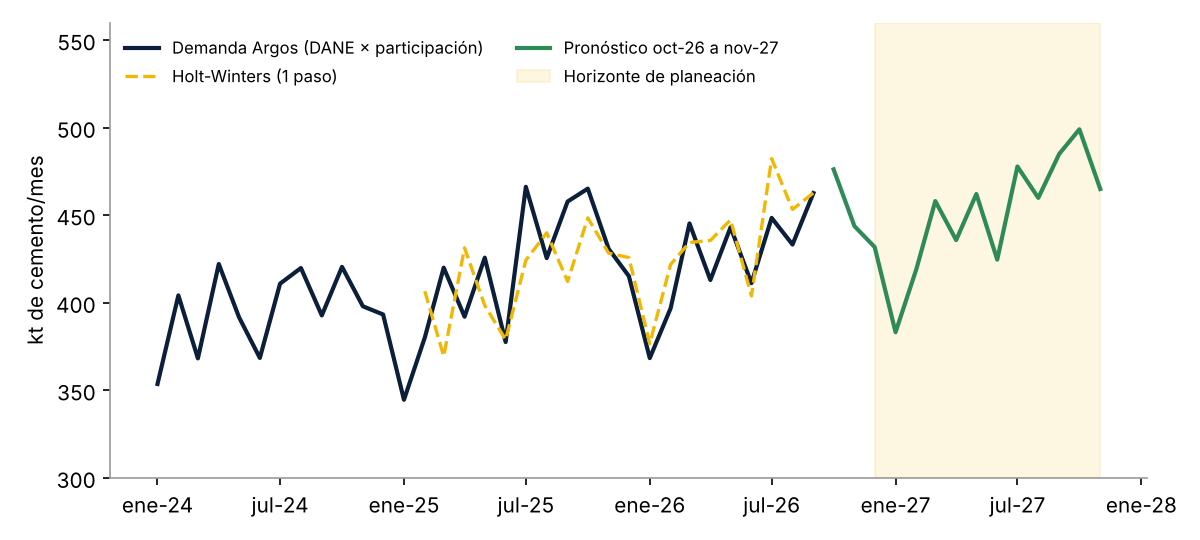 Demanda Argos (DANE × participación)
Holt-Winters (1 paso)
Pronóstico oct-26 a nov-27
Horizonte de planeación
kt de cemento/mes
550
500
450
400
350
300
ene-24
jul-24
ene-25
jul-25
ene-26
jul-26
ene-27
jul-27
ene-28